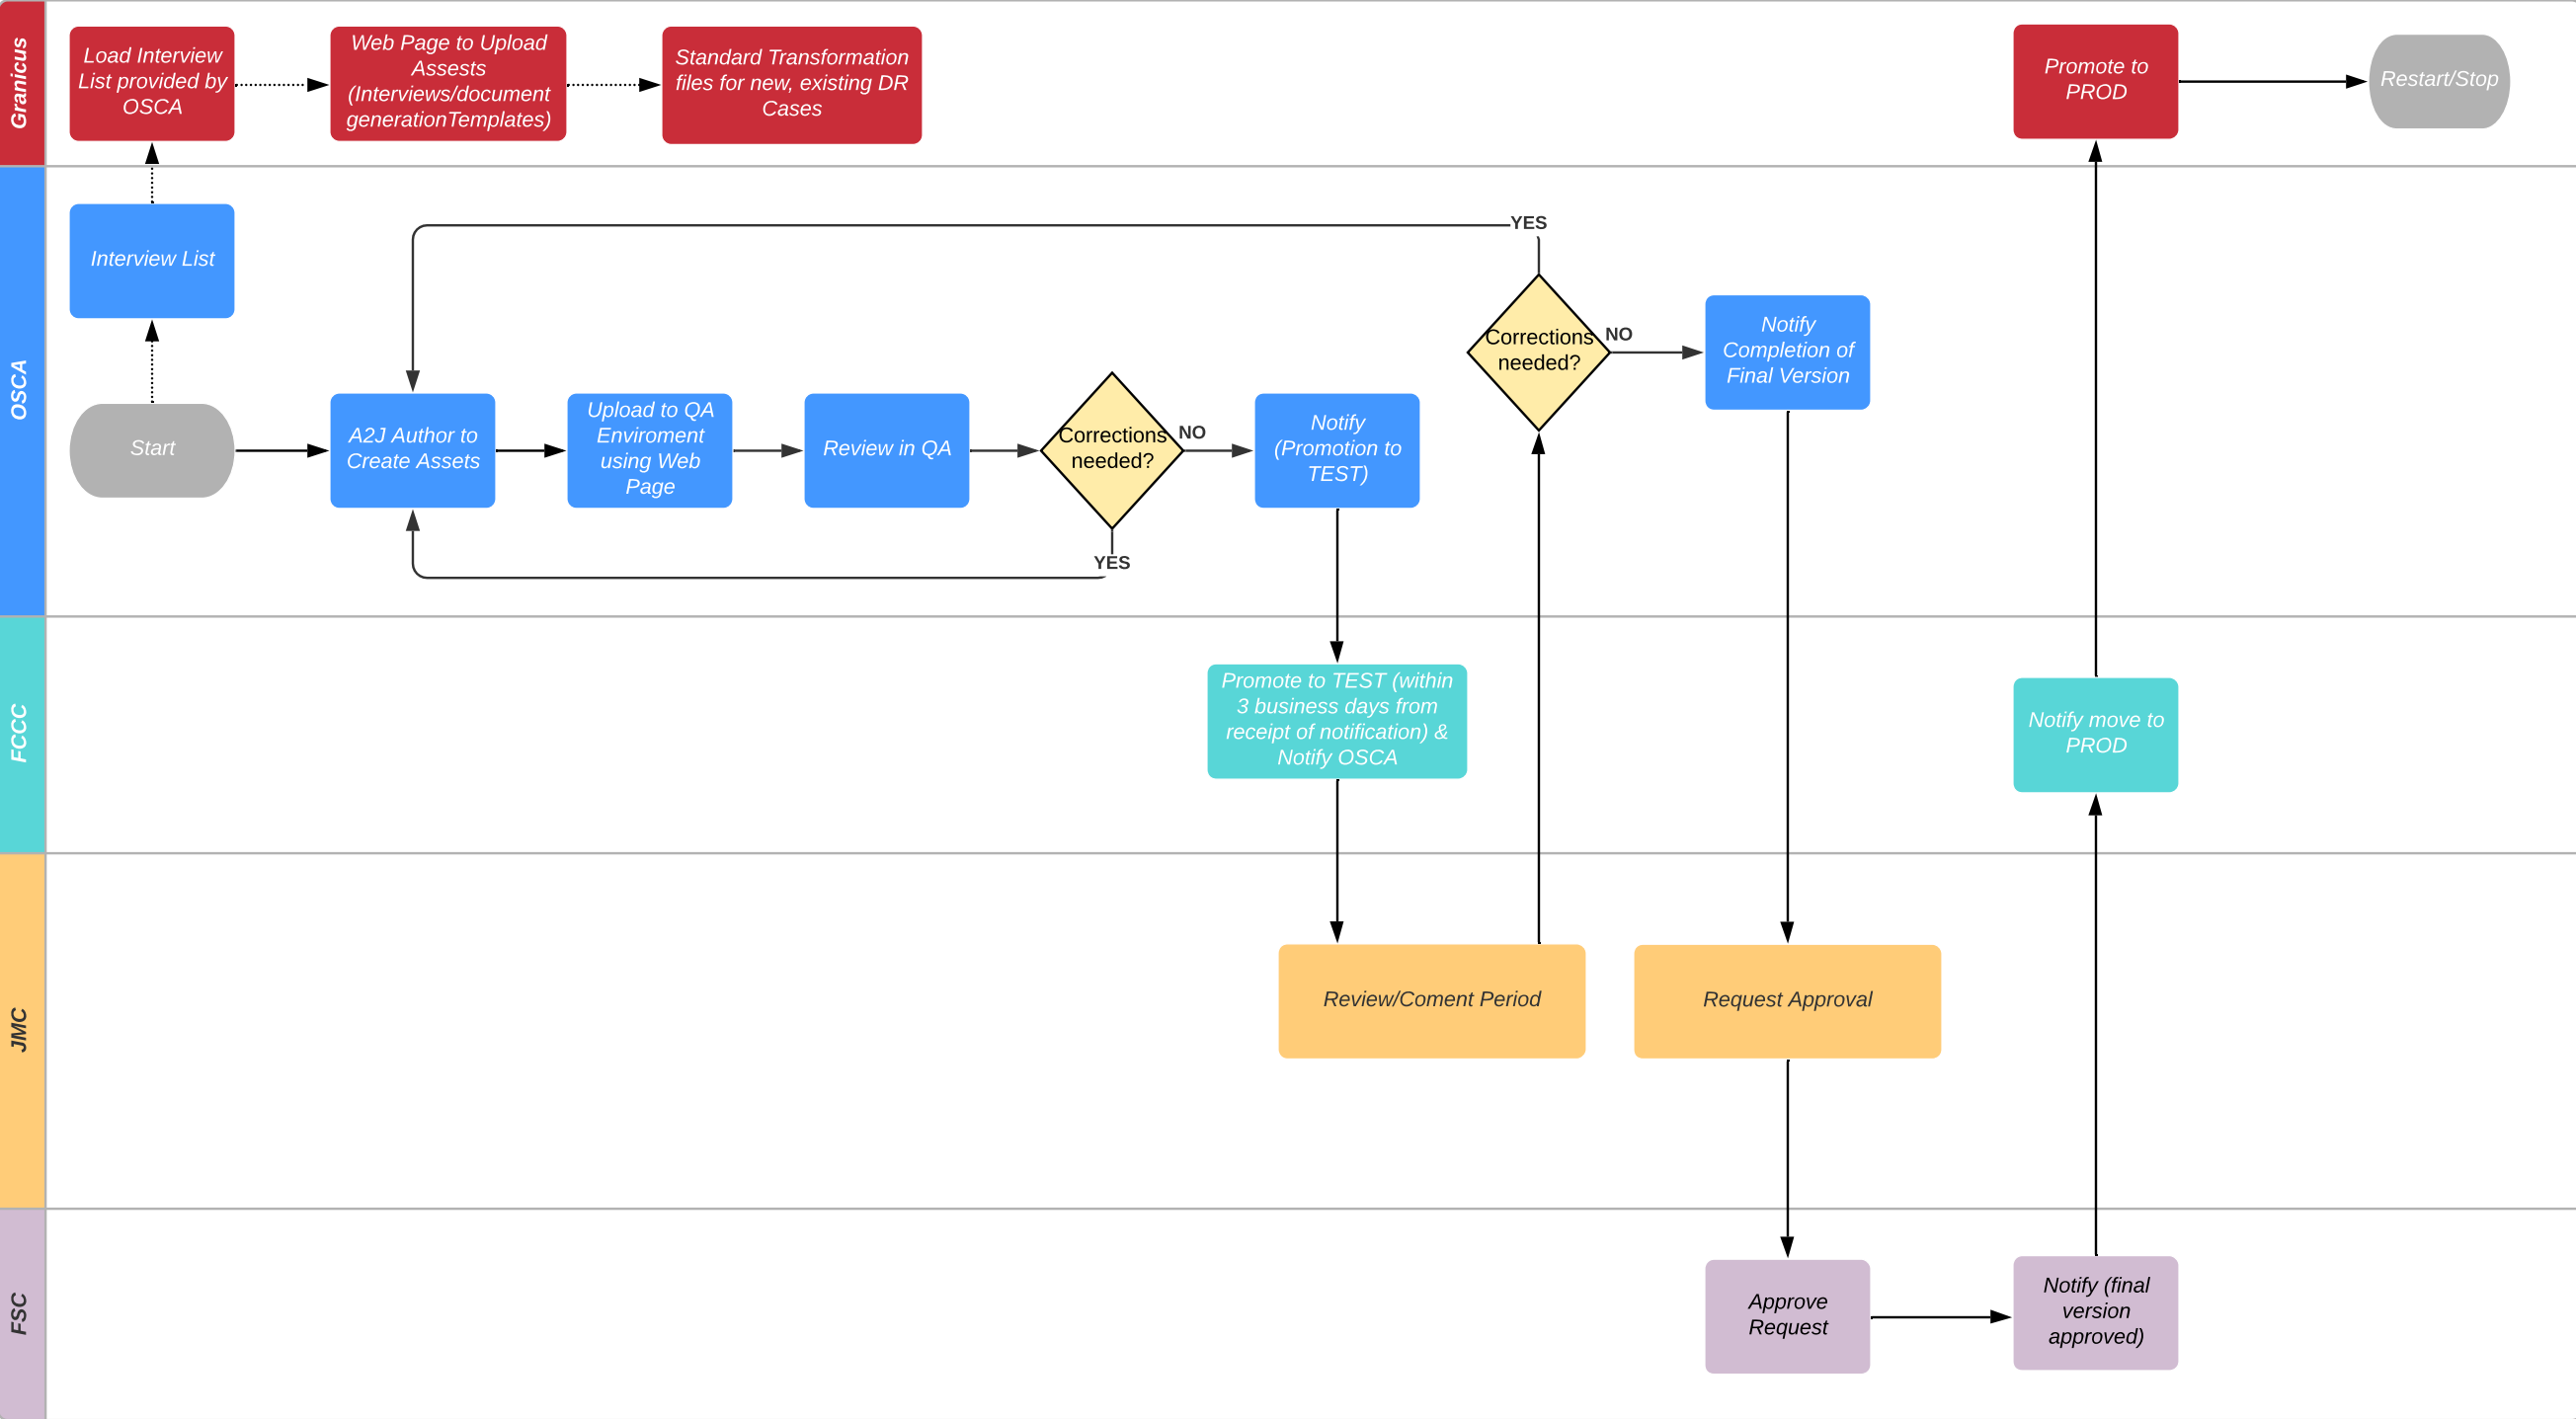 Granicus
Load Interview
List provided by
OSCA
Web Page to Upload
Assests
(Interviews/document
generationTemplates)
Standard Transformation
files for new, existing DR
Cases
Promote to
PROD
Restart/Stop
OSCA
Interview List
Start
A2J Author to
Create Assets
Upload to QA
Enviroment
using Web
Page
Review in QA
Corrections
needed?
NO
YES
Notify
(Promotion to
TEST)
YES
Corrections
needed?
NO
Notify
Completion of
Final Version
FCCC
Promote to TEST (within
3 business days from
receipt of notification) &
Notify OSCA
Notify move to
PROD
JMC
Review/Coment Period
Request Approval
FSC
Approve
Request
Notify (final
version
approved)